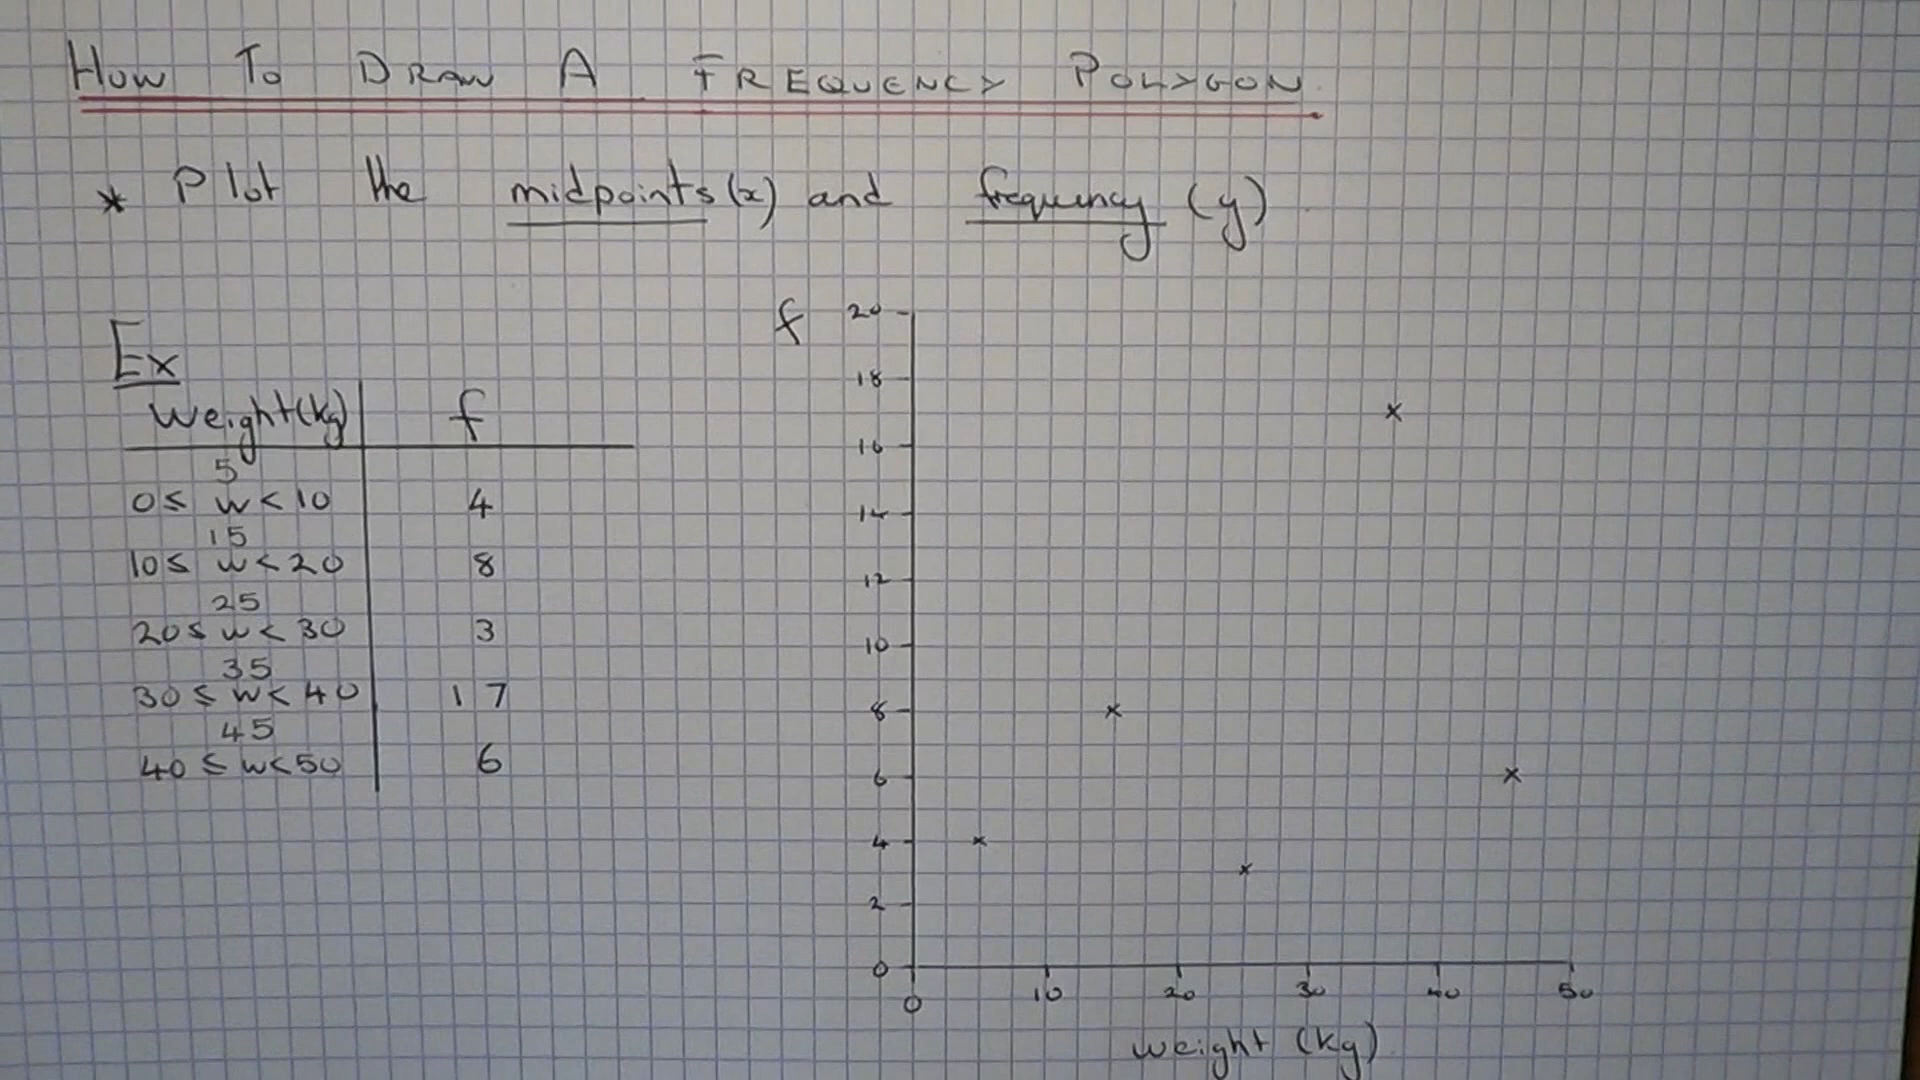 HOW TO DRAW A FREQUENCY POLYGON
* Plot the midpoints (x) and frequency (y)
Ex
Weight(kg) f
5
0 ≤ w < 10 4
15
10 ≤ w < 20 8
25
20 ≤ w < 30 3
35
30 ≤ w < 40 17
45
40 ≤ w < 50 6
f 20
18
16
14
12
10
8
6
4
2
0
0 10 20 30 40 50
weight (kg)